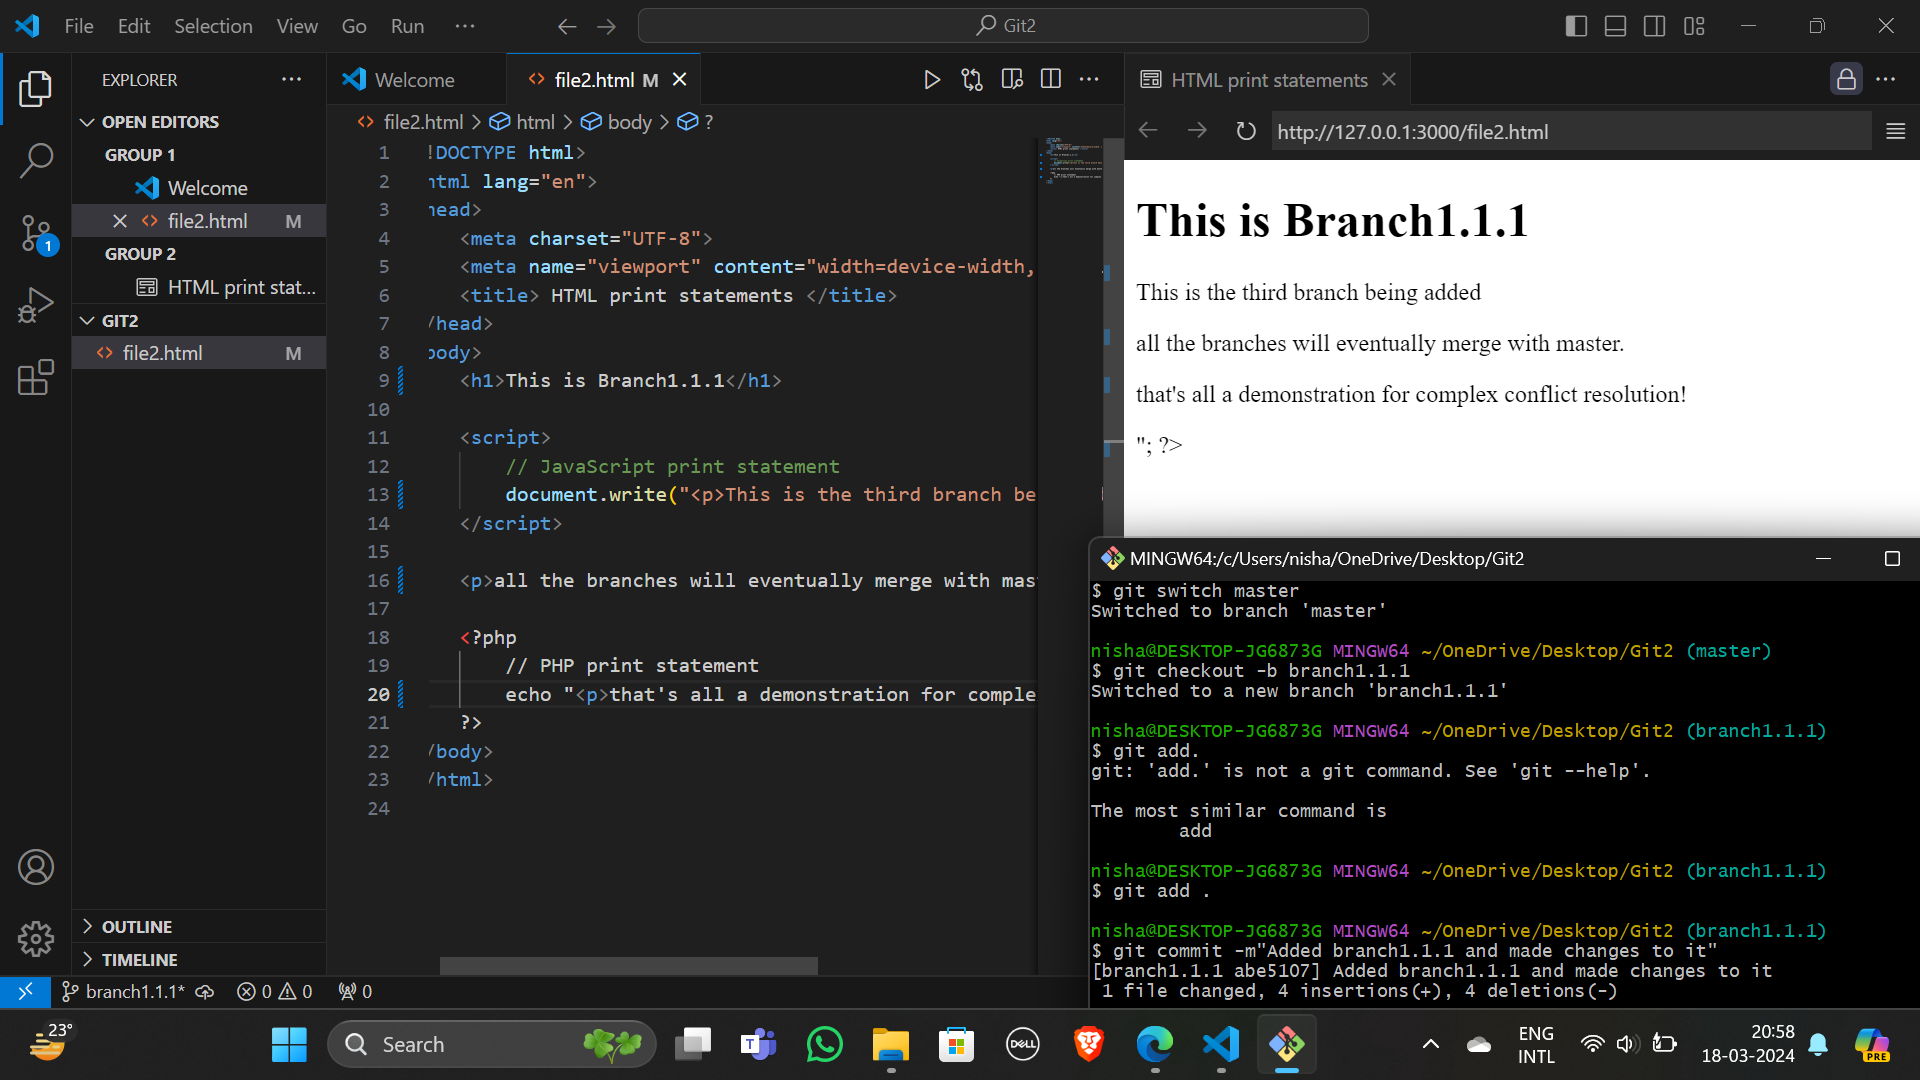 File Edit Selection View Go Run ···
Git2
EXPLORER ···
OPEN EDITORS
GROUP 1
Welcome
file2.html M
GROUP 2
HTML print stat...
GIT2
file2.html M
OUTLINE
TIMELINE
1
Welcome
file2.html M
file2.html > html > body > ?
1 !DOCTYPE html>
2 html lang="en">
3 head>
4 <meta charset="UTF-8">
5 <meta name="viewport" content="width=device-width,
6 <title> HTML print statements </title>
7 /head>
8 body>
9 <h1>This is Branch1.1.1</h1>
10
11 <script>
12 // JavaScript print statement
13 document.write("<p>This is the third branch be
14 </script>
15
16 <p>all the branches will eventually merge with mas
17
18 <?php
19 // PHP print statement
20 echo "<p>that's all a demonstration for comple
21 ?>
22 /body>
23 /html>
24
HTML print statements
http://127.0.0.1:3000/file2.html
This is Branch1.1.1
This is the third branch being added
all the branches will eventually merge with master.
that's all a demonstration for complex conflict resolution!
"; ?>
MINGW64:/c/Users/nisha/OneDrive/Desktop/Git2
$ git switch master
Switched to branch 'master'
nisha@DESKTOP-JG6873G MINGW64 ~/OneDrive/Desktop/Git2 (master)
$ git checkout -b branch1.1.1
Switched to a new branch 'branch1.1.1'
nisha@DESKTOP-JG6873G MINGW64 ~/OneDrive/Desktop/Git2 (branch1.1.1)
$ git add.
git: 'add.' is not a git command. See 'git --help'.
The most similar command is
add
nisha@DESKTOP-JG6873G MINGW64 ~/OneDrive/Desktop/Git2 (branch1.1.1)
$ git add .
nisha@DESKTOP-JG6873G MINGW64 ~/OneDrive/Desktop/Git2 (branch1.1.1)
$ git commit -m"Added branch1.1.1 and made changes to it"
[branch1.1.1 abe5107] Added branch1.1.1 and made changes to it
1 file changed, 4 insertions(+), 4 deletions(-)
branch1.1.1* 0 0 0
23°
Search
DELL
ENG
INTL
20:58
18-03-2024
PRE